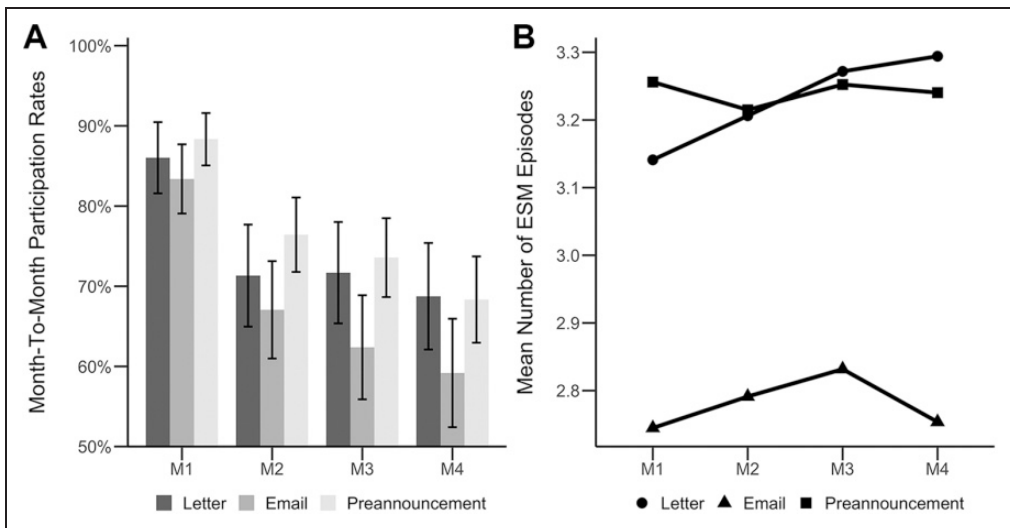 A
Month-To-Month Participation Rates
100%
90%
80%
70%
60%
50%
M1 M2 M3 M4
Letter Email Preannouncement
B
Mean Number of ESM Episodes
3.3
3.2
3.1
3.0
2.9
2.8
M1 M2 M3 M4
Letter Email Preannouncement